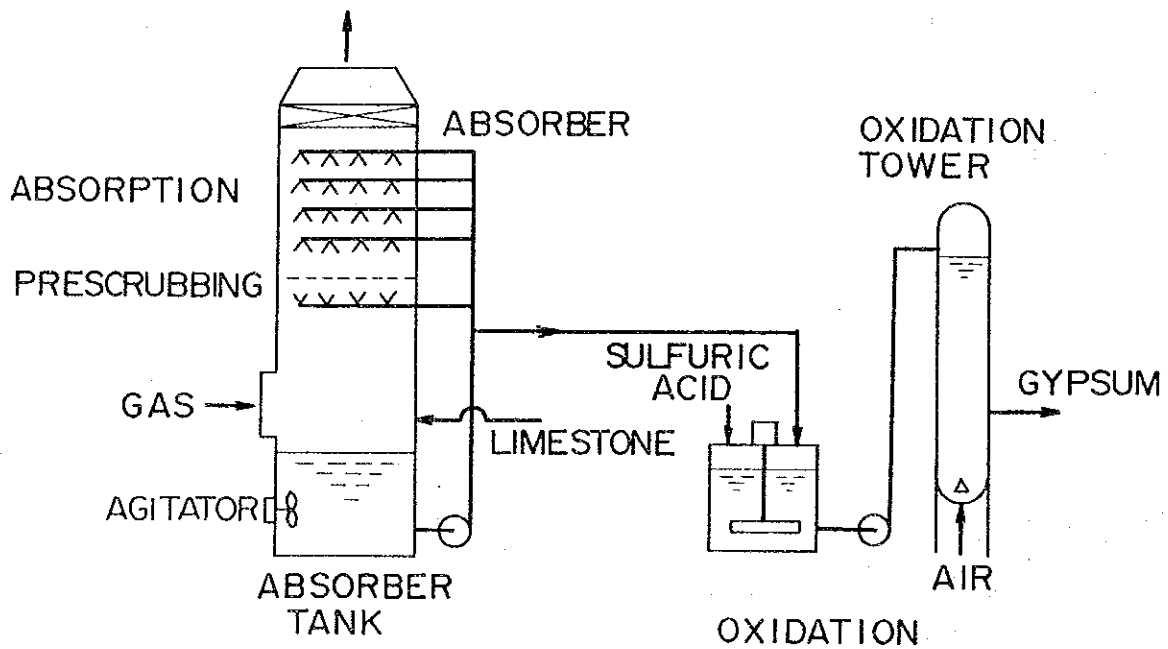 ABSORBER
OXIDATION
TOWER
ABSORPTION
PRESCRUBBING
SULFURIC
ACID
GAS
GYPSUM
LIMESTONE
AGITATOR
AIR
ABSORBER
TANK
OXIDATION